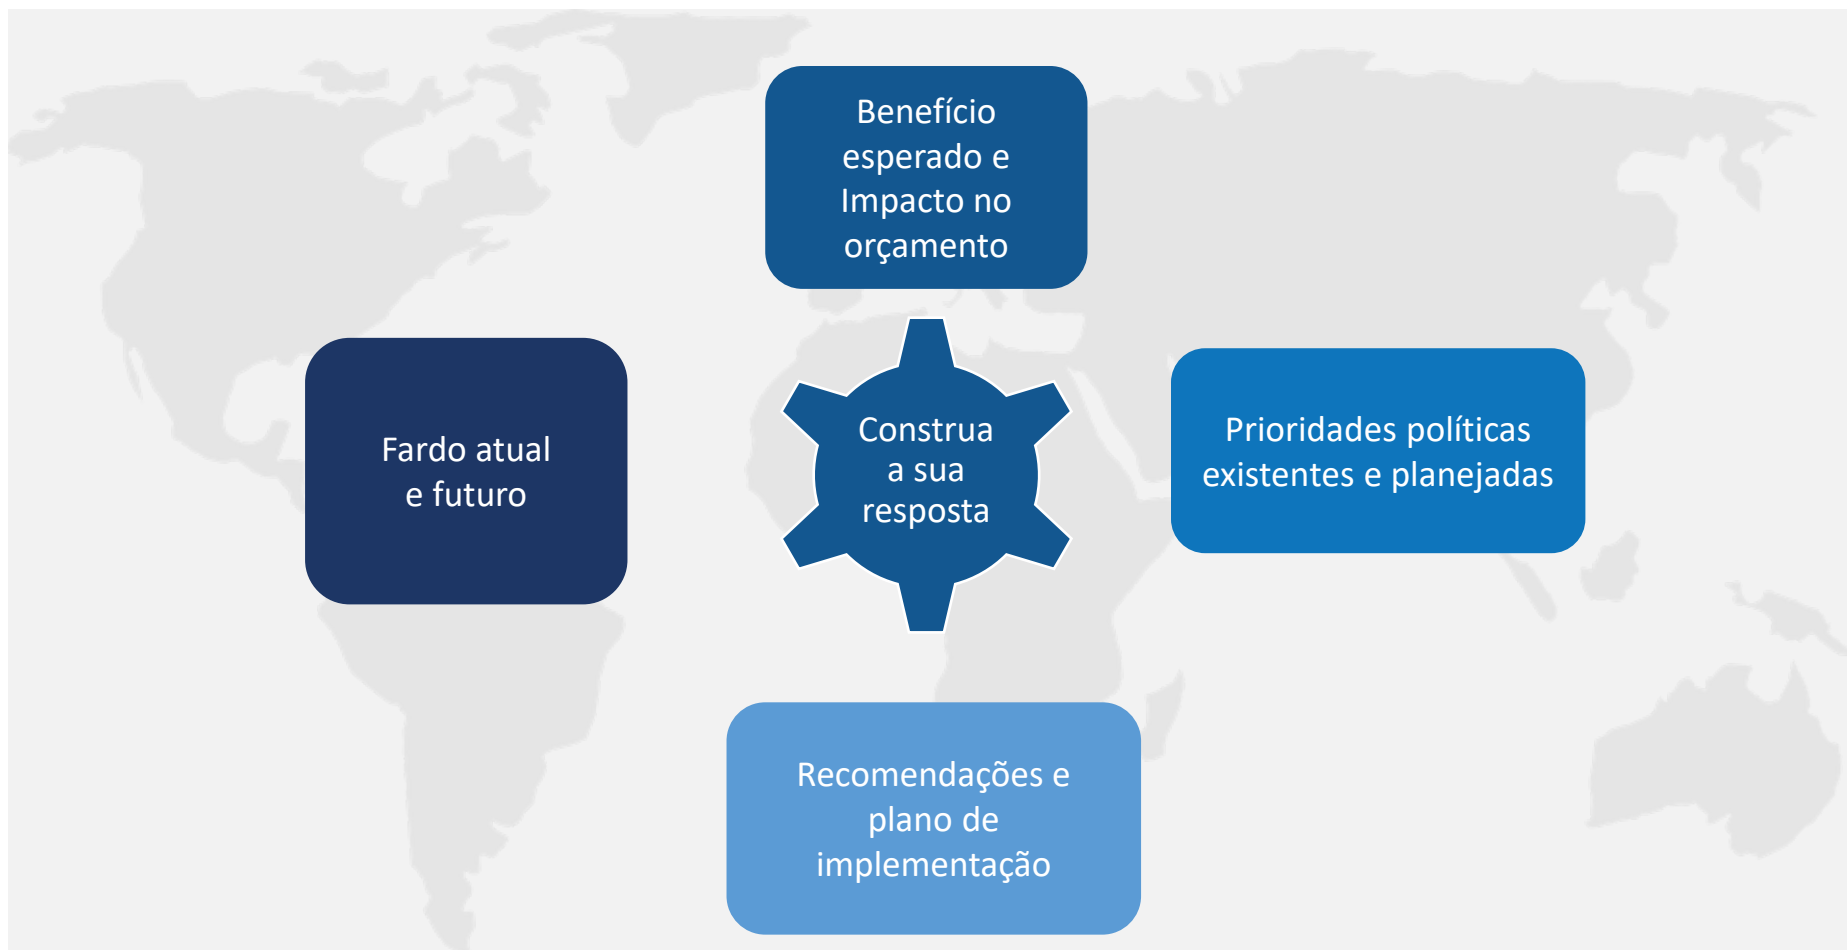 Benefício
esperado e
Impacto no
orçamento
Fardo atual
e futuro
Construa
a sua
resposta
Prioridades políticas
existentes e planejadas
Recomendações e
plano de
implementação